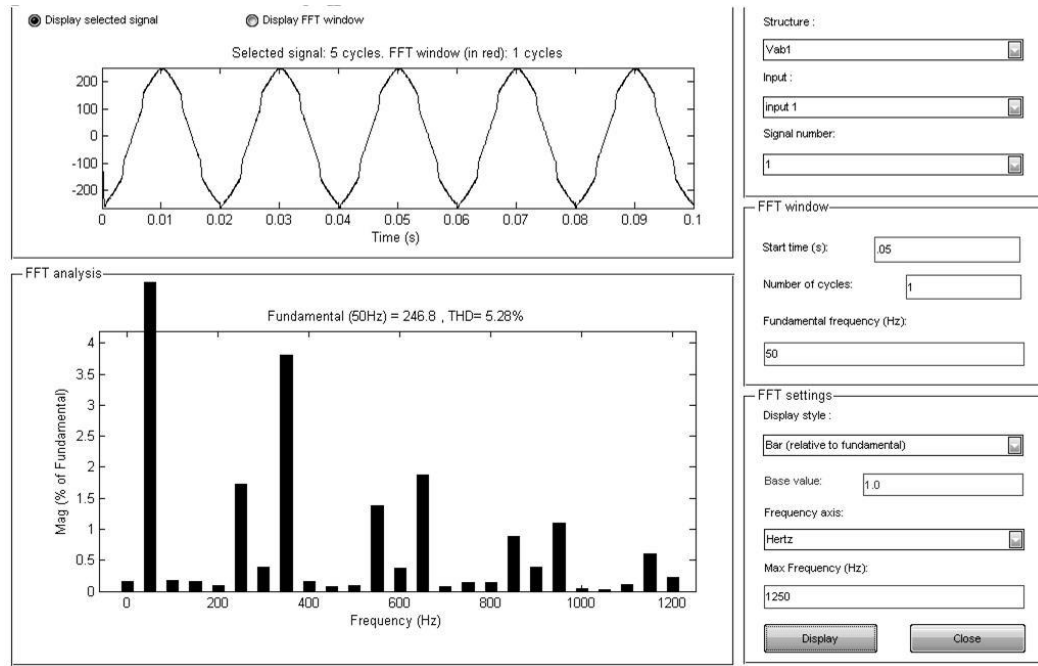 Display selected signal
Display FFT window
Selected signal: 5 cycles. FFT window (in red): 1 cycles
200
100
0
-100
-200
0
0.01
0.02
0.03
0.04
0.05
0.06
0.07
0.08
0.09
0.1
Time (s)
FFT analysis
Fundamental (50Hz) = 246.8 , THD= 5.28%
4
3.5
3
2.5
2
1.5
1
0.5
0
Mag (% of Fundamental)
0
200
400
600
800
1000
1200
Frequency (Hz)
Structure :
Vab1
Input :
input 1
Signal number:
1
FFT window
Start time (s): .05
Number of cycles: 1
Fundamental frequency (Hz):
50
FFT settings
Display style :
Bar (relative to fundamental)
Base value: 1.0
Frequency axis:
Hertz
Max Frequency (Hz):
1250
Display
Close